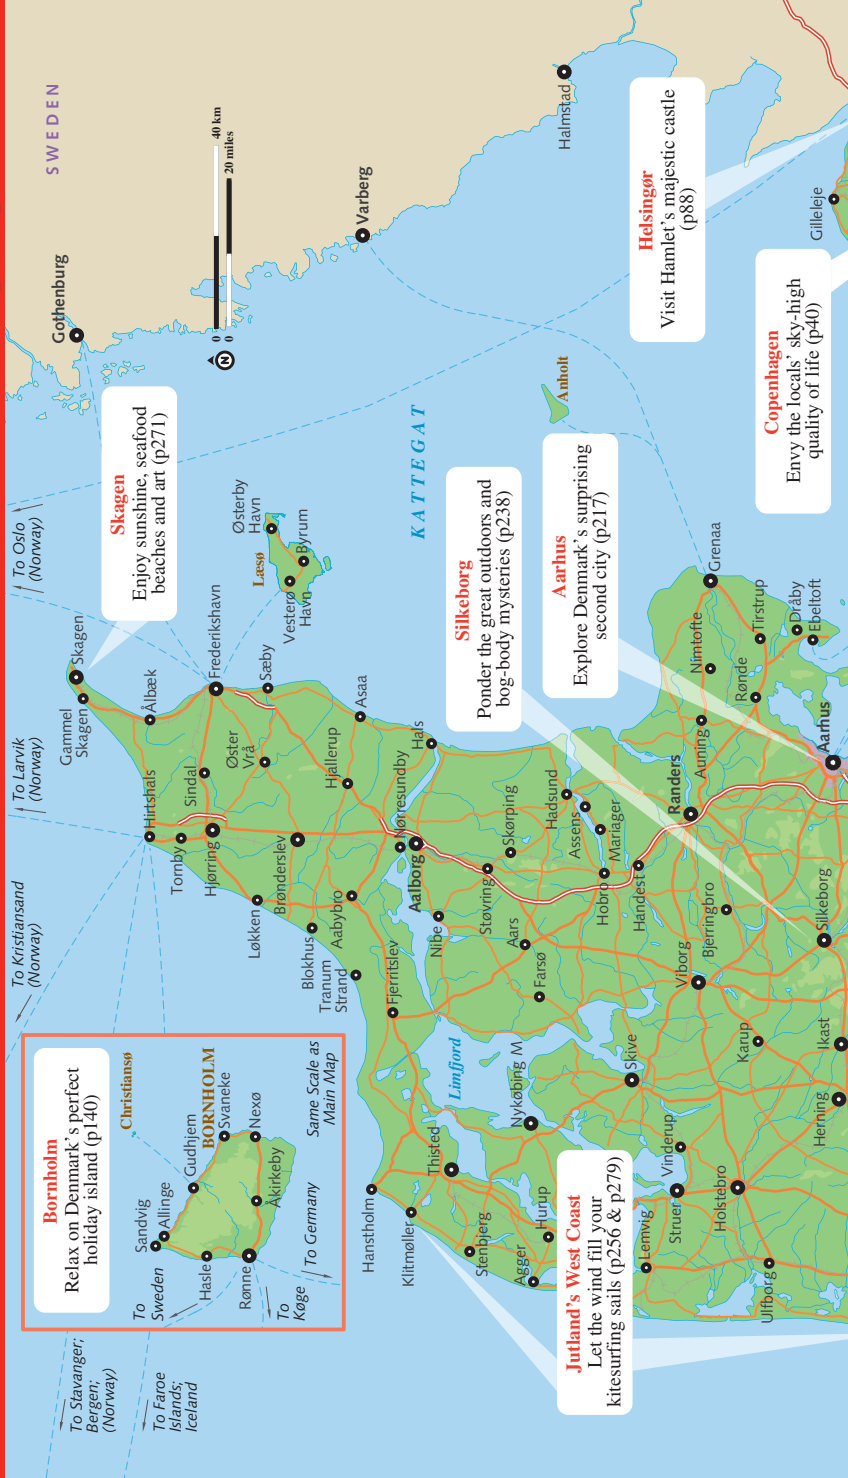 Bornholm
Relax on Denmark's perfect
holiday island (p140)
Christiansø
Sandvig
Allinge
Gudhjem
BORNHOLM
Svaneke
Hasle
Nexø
Rønne
Åkirkeby
To
Sweden
To
Køge
To Germany
Same Scale as
Main Map
To Stavanger;
Bergen;
(Norway)
To Faroe
Islands;
Iceland
To Kristiansand
(Norway)
To Larvik
(Norway)
To Oslo
(Norway)
SWEDEN
Gothenburg
0
40 km
0
20 miles
N
Varberg
Halmstad
Skagen
Enjoy sunshine, seafood
beaches and art (p271)
Skagen
Gammel
Skagen
Ålbæk
Hirtshals
Tornby
Sindal
Frederikshavn
Hjørring
Østerby
Havn
Læsø
Vesterø
Havn
Byrum
Øster
Vrå
Sæby
Løkken
Brønderslev
Blokhus
Hjallerup
Asaa
Tranum
Strand
Aabybro
Fjerritslev
Nørresundby
Hals
Aalborg
KATTEGAT
Hanstholm
Klitmøller
Thisted
Limfjord
Nibe
Støvring
Skørping
Stenbjerg
Aars
Farsø
Nykøbing M
Agger
Hurup
Hadsund
Assens
Mariager
Hobro
Handest
Anholt
Silkeborg
Ponder the great outdoors and
bog-body mysteries (p238)
Aarhus
Explore Denmark's surprising
second city (p217)
Helsingør
Visit Hamlet's majestic castle
(p88)
Copenhagen
Envy the locals' sky-high
quality of life (p40)
Jutland's West Coast
Let the wind fill your
kitesurfing sails (p256 & p279)
Skive
Lemvig
Vinderup
Struer
Holstebro
Ulfborg
Viborg
Bjerringbro
Randers
Auning
Nimtofte
Grenaa
Rønde
Tirstrup
Dråby
Ebeltoft
Karup
Ikast
Herning
Silkeborg
Aarhus
Gilleleje